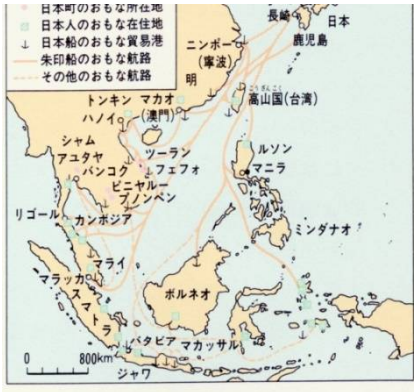 日本町のおもな所在地
日本人のおもな在住地
日本船のおもな貿易港
朱印船のおもな航路
その他のおもな航路
長崎
日本
鹿児島
ニンポー
(寧波)
明
こうざんこく
高山国(台湾)
トンキン
マカオ
(澳門)
ハノイ
シャム
アユタヤ
バンコク
ツーラン
フェフォ
ピニャルー
プノンペン
ルソン
マニラ
リゴール
カンボジア
ミンダナオ
マライ
マラッカ
スマトラ
ボルネオ
バタビア
マカッサル
ジャワ
0 800km